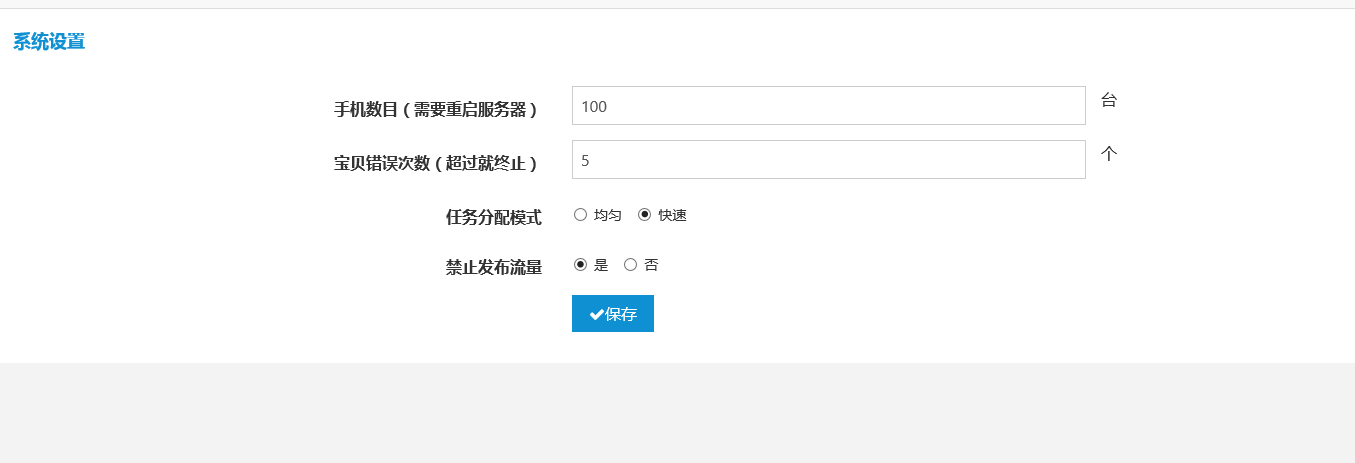 系统设置
手机数目（需要重启服务器） 100 台
宝贝错误次数（超过就终止） 5 个
任务分配模式 均匀 快速
禁止发布流量 是 否
保存